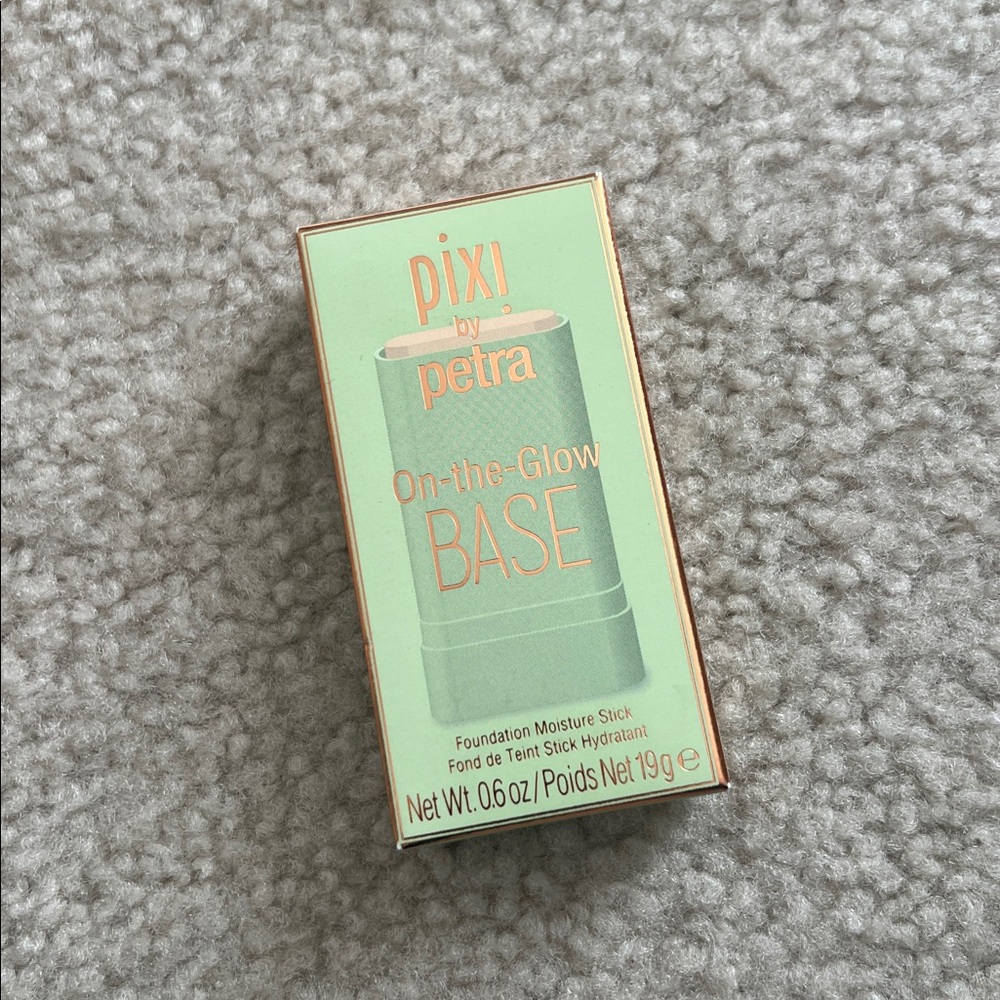 pixi
by
petra
On-the-Glow
BASE
Foundation Moisture Stick
Fond de Teint Stick Hydratant
Net Wt. 0.6 oz/Poids Net 19g ℮